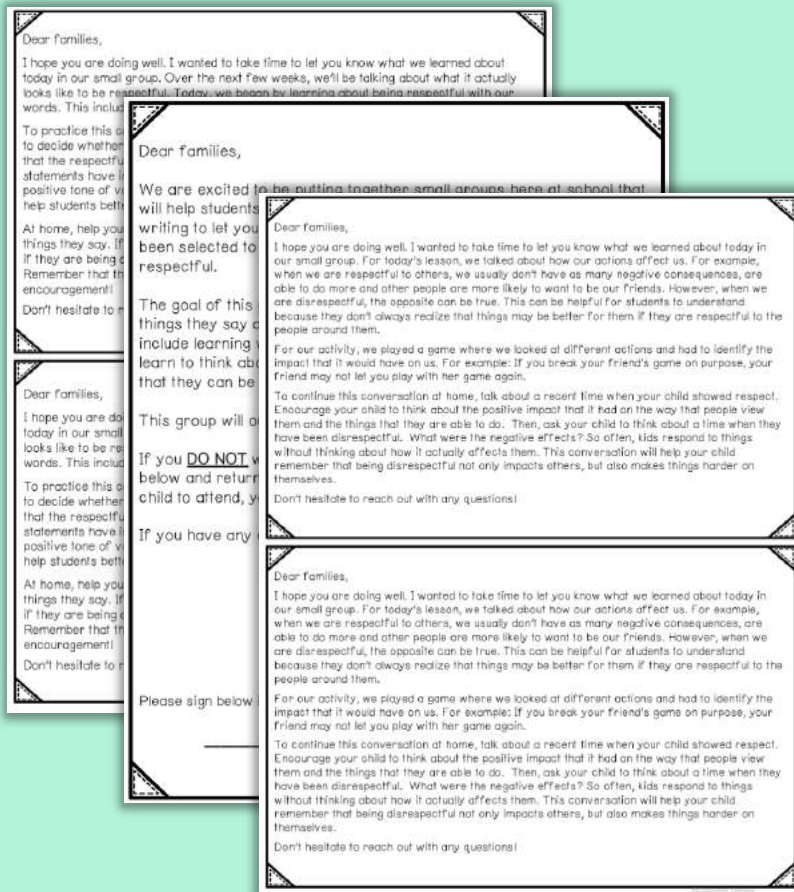 Dear families,
I hope you are doing well. I wanted to take time to let you know what we learned about
today in our small group. Over the next few weeks, we'll be talking about what it actually
looks like to be respectful. Today, we began by learning about being respectful with our
words. This
To practice this
to decide whether
that the respectfu
statements have
positive tone of
help students
At home, help you
things they say. If
if they are being
Remember that
encouragement!
Don't hesitate to
Dear families,
I hope you are
today in our small
looks like to be
words. This
To practice this
to decide whether
that the respectfu
statements have
positive tone of
help students
At home, help you
things they say. If
if they are being
Remember that
encouragement!
Don't hesitate to
Dear families,
We are excited to be putting together small groups here at school that
will help students
writing to let you
been selected to
respectful.
The goal of this
things they say
include learning
learn to think
that they can be
This group will
If you DO NOT
below and return
child to attend,
If you have any
Please sign below
Dear families,
I hope you are doing well. I wanted to take time to let you know what we learned about today in
our small group. For today's lesson, we talked about how our actions affect us. For example,
when we are respectful to others, we usually don't have as many negative consequences, are
able to do more and other people are more likely to want to be our friends. However, when we
are disrespectful, the opposite can be true. This can be helpful for students to understand
because they don't always realize that things may be better for them if they are respectful to the
people around them.
For our activity, we played a game where we looked at different actions and had to identify the
impact that it would have on us. For example: If you break your friend's game on purpose, your
friend may not let you play with her game again.
To continue this conversation at home, talk about a recent time when your child showed respect.
Encourage your child to think about the positive impact that it had on the way that people view
them and the things that they are able to do. Then, ask your child to think about a time when they
have been disrespectful. What were the negative effects? So often, kids respond to things
without thinking about how it actually affects them. This conversation will help your child
remember that being disrespectful not only impacts others, but also makes things harder on
themselves.
Don't hesitate to reach out with any questions!
Dear families,
I hope you are doing well. I wanted to take time to let you know what we learned about today in
our small group. For today's lesson, we talked about how our actions affect us. For example,
when we are respectful to others, we usually don't have as many negative consequences, are
able to do more and other people are more likely to want to be our friends. However, when we
are disrespectful, the opposite can be true. This can be helpful for students to understand
because they don't always realize that things may be better for them if they are respectful to the
people around them.
For our activity, we played a game where we looked at different actions and had to identify the
impact that it would have on us. For example: If you break your friend's game on purpose, your
friend may not let you play with her game again.
To continue this conversation at home, talk about a recent time when your child showed respect.
Encourage your child to think about the positive impact that it had on the way that people view
them and the things that they are able to do. Then, ask your child to think about a time when they
have been disrespectful. What were the negative effects? So often, kids respond to things
without thinking about how it actually affects them. This conversation will help your child
remember that being disrespectful not only impacts others, but also makes things harder on
themselves.
Don't hesitate to reach out with any questions!